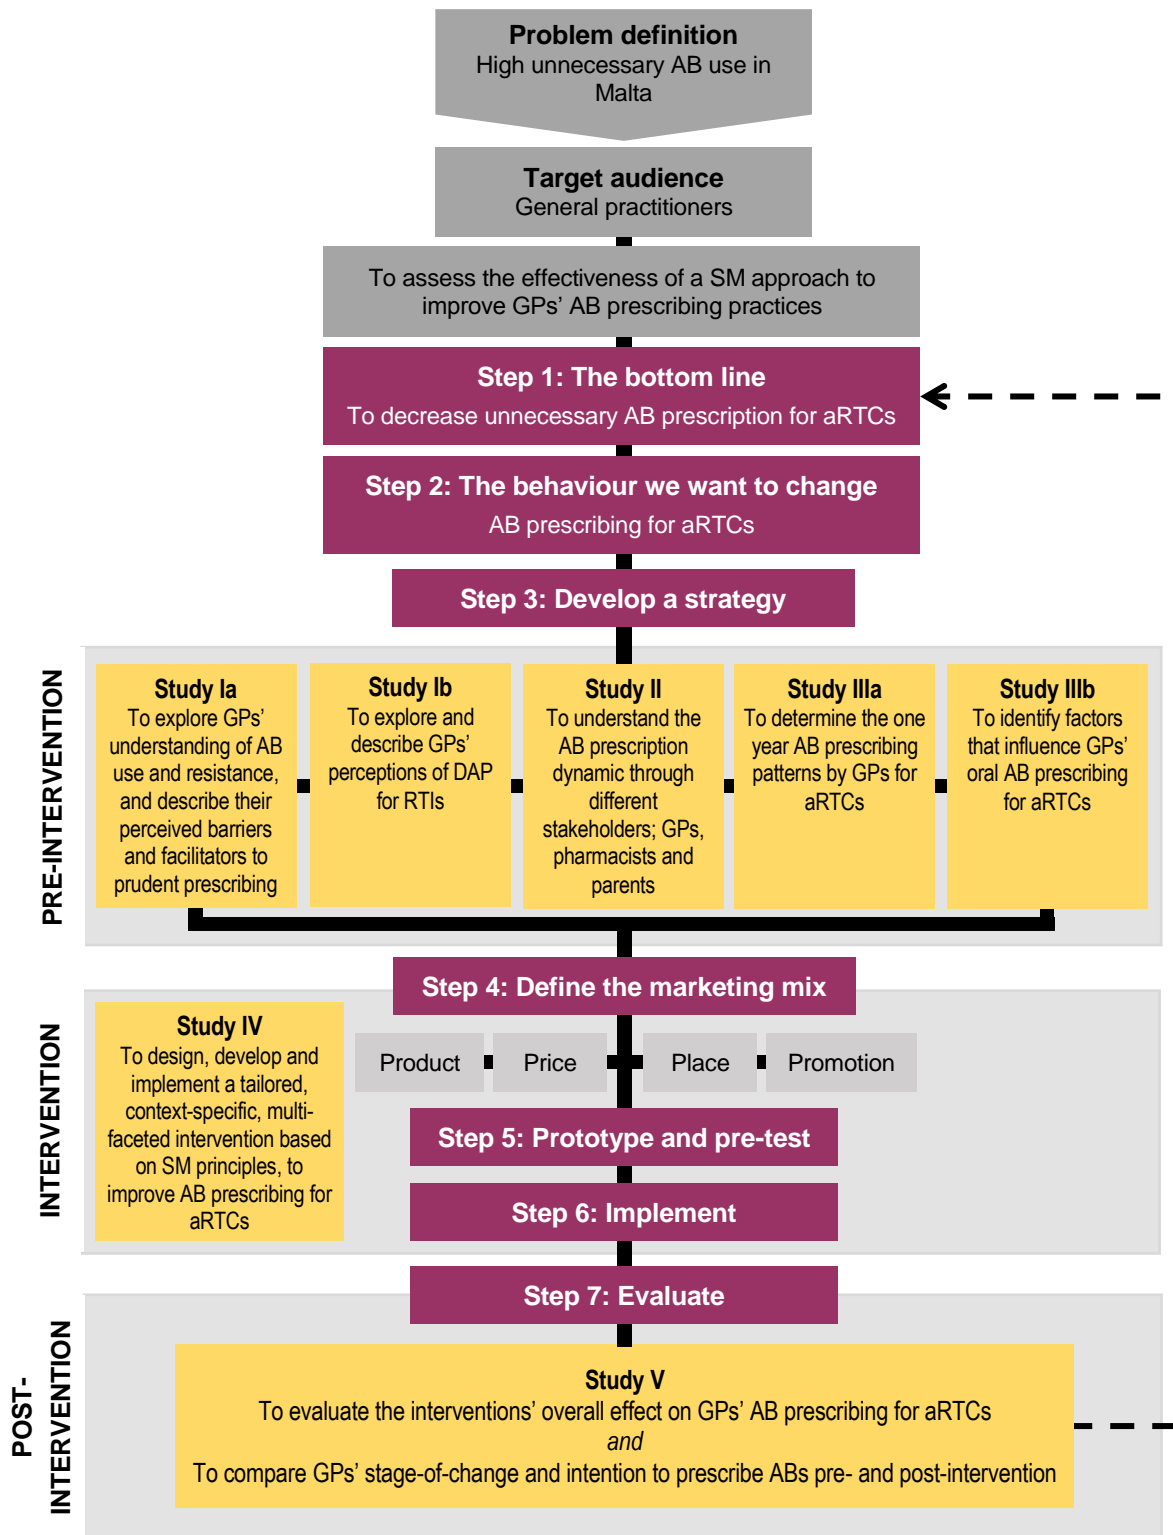 Problem definition
High unnecessary AB use in
Malta
Target audience
General practitioners
To assess the effectiveness of a SM approach to
improve GPs’ AB prescribing practices
Step 1: The bottom line
To decrease unnecessary AB prescription for aRTCs
Step 2: The behaviour we want to change
AB prescribing for aRTCs
Step 3: Develop a strategy
PRE-INTERVENTION
Study Ia
To explore GPs’
understanding of AB
use and resistance,
and describe their
perceived barriers
and facilitators to
prudent prescribing
Study Ib
To explore and
describe GPs’
perceptions of DAP
for RTIs
Study II
To understand the
AB prescription
dynamic through
different
stakeholders; GPs,
pharmacists and
parents
Study IIIa
To determine the one
year AB prescribing
patterns by GPs for
aRTCs
Study IIIb
To identify factors
that influence GPs’
oral AB prescribing
for aRTCs
Step 4: Define the marketing mix
INTERVENTION
Study IV
To design, develop and
implement a tailored,
context-specific, multi-
faceted intervention based
on SM principles, to
improve AB prescribing for
aRTCs
Product
Price
Place
Promotion
Step 5: Prototype and pre-test
Step 6: Implement
Step 7: Evaluate
POST-
INTERVENTION
Study V
To evaluate the interventions’ overall effect on GPs’ AB prescribing for aRTCs
and
To compare GPs’ stage-of-change and intention to prescribe ABs pre- and post-intervention